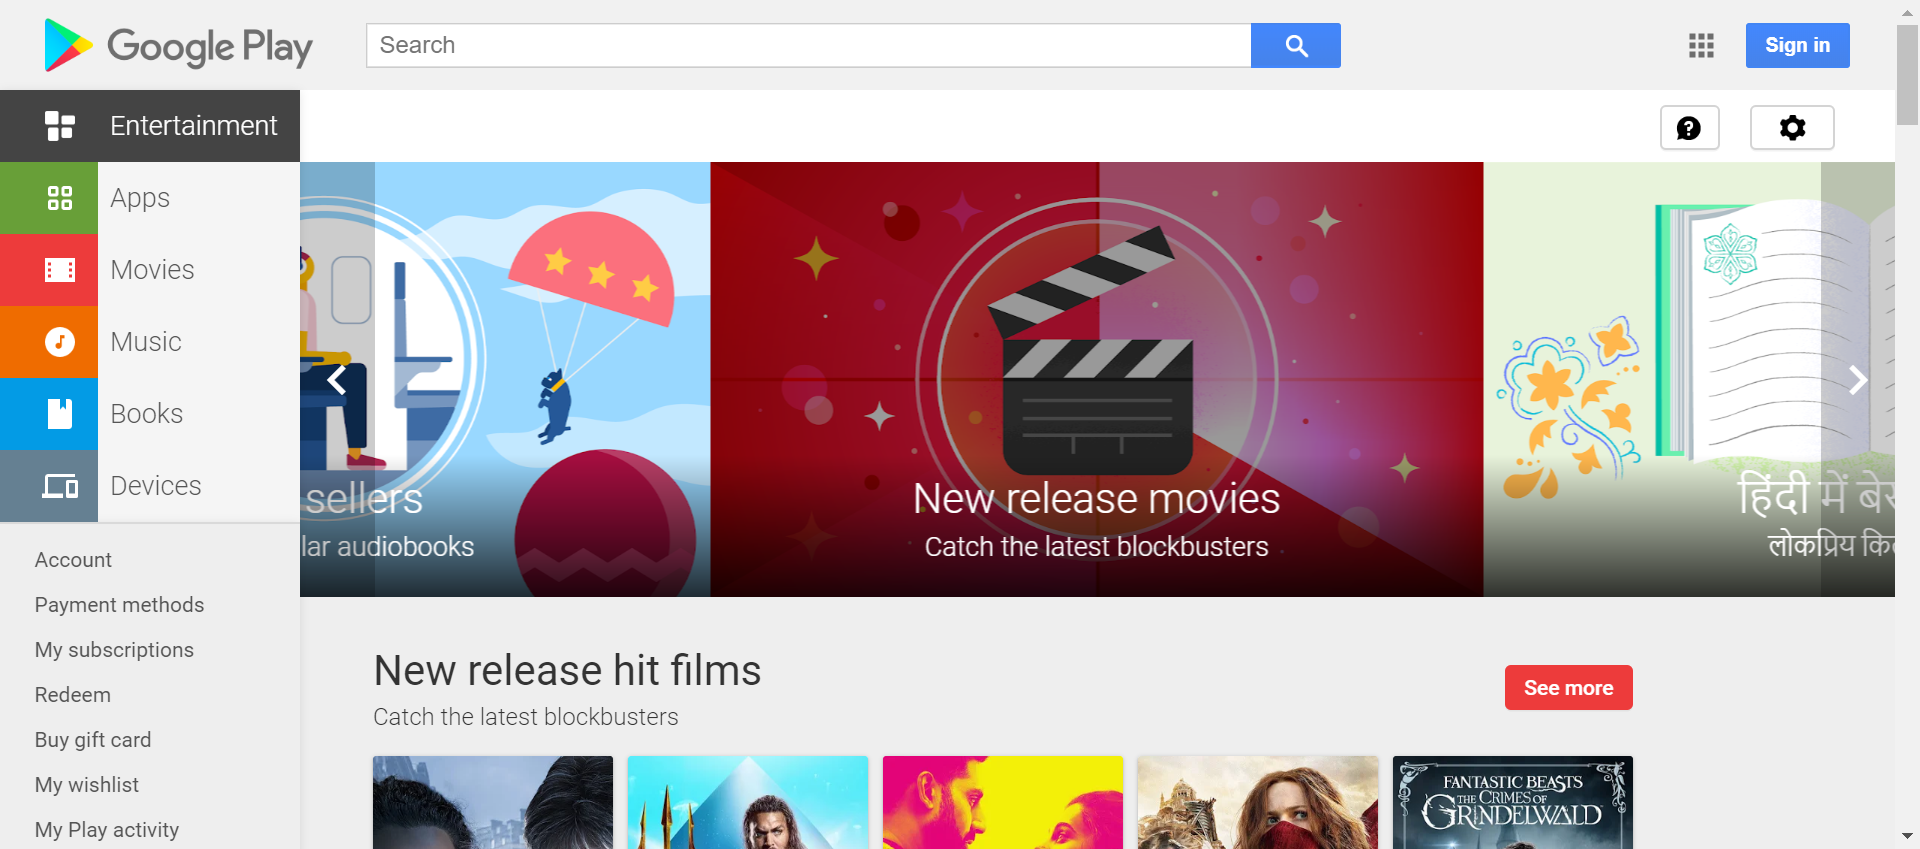 Google Play
Search
Sign in
Entertainment
Apps
Movies
Music
Books
Devices
Account
Payment methods
My subscriptions
Redeem
Buy gift card
My wishlist
My Play activity
sellers
audiobooks
New release movies
Catch the latest blockbusters
हिंदी में
लोकप्रिय
New release hit films
Catch the latest blockbusters
See more
FANTASTIC BEASTS
THE CRIMES OF
GRINDELWALD